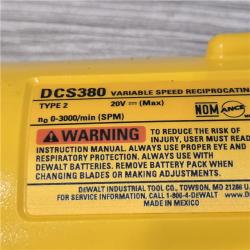 DCS380 VARIABLE SPEED RECIPROCATING
TYPE 2 20V ⎓ (Max)
n₀ 0-3000/min (SPM)
NOM ANCE
⚠ WARNING TO REDUCE THE RISK OF
INJURY, USER MUST READ
INSTRUCTION MANUAL. ALWAYS USE PROPER EYE AND
RESPIRATORY PROTECTION. ALWAYS USE WITH
DEWALT BATTERIES. REMOVE BATTERY PACK WHEN
CHANGING BLADES OR MAKING ADJUSTMENTS.
DEWALT INDUSTRIAL TOOL CO., TOWSON, MD 21286 U
FOR SERVICE INFORMATION, CALL 1-800-4-DEWALT
MADE IN MEXICO